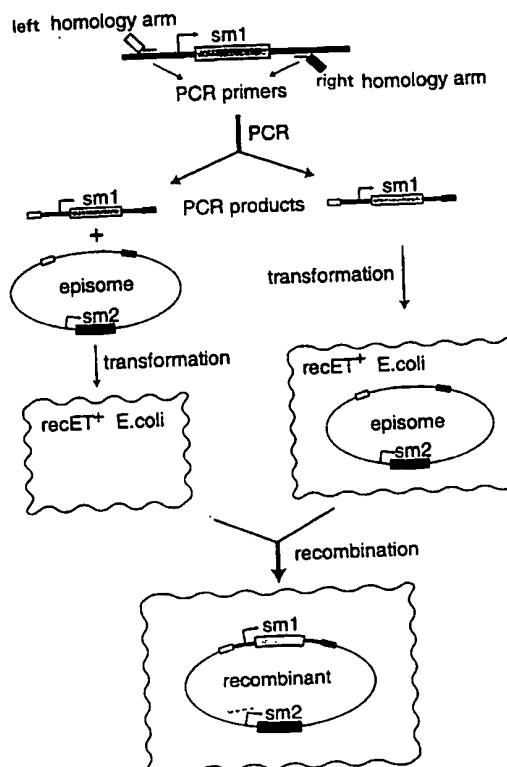 left homology arm
sm1
right homology arm
PCR primers
PCR
sm1
PCR products
sm1
+
episome
sm2
transformation
transformation
recET+ E.coli
recET+ E.coli
episome
sm2
recombination
sm1
recombinant
sm2